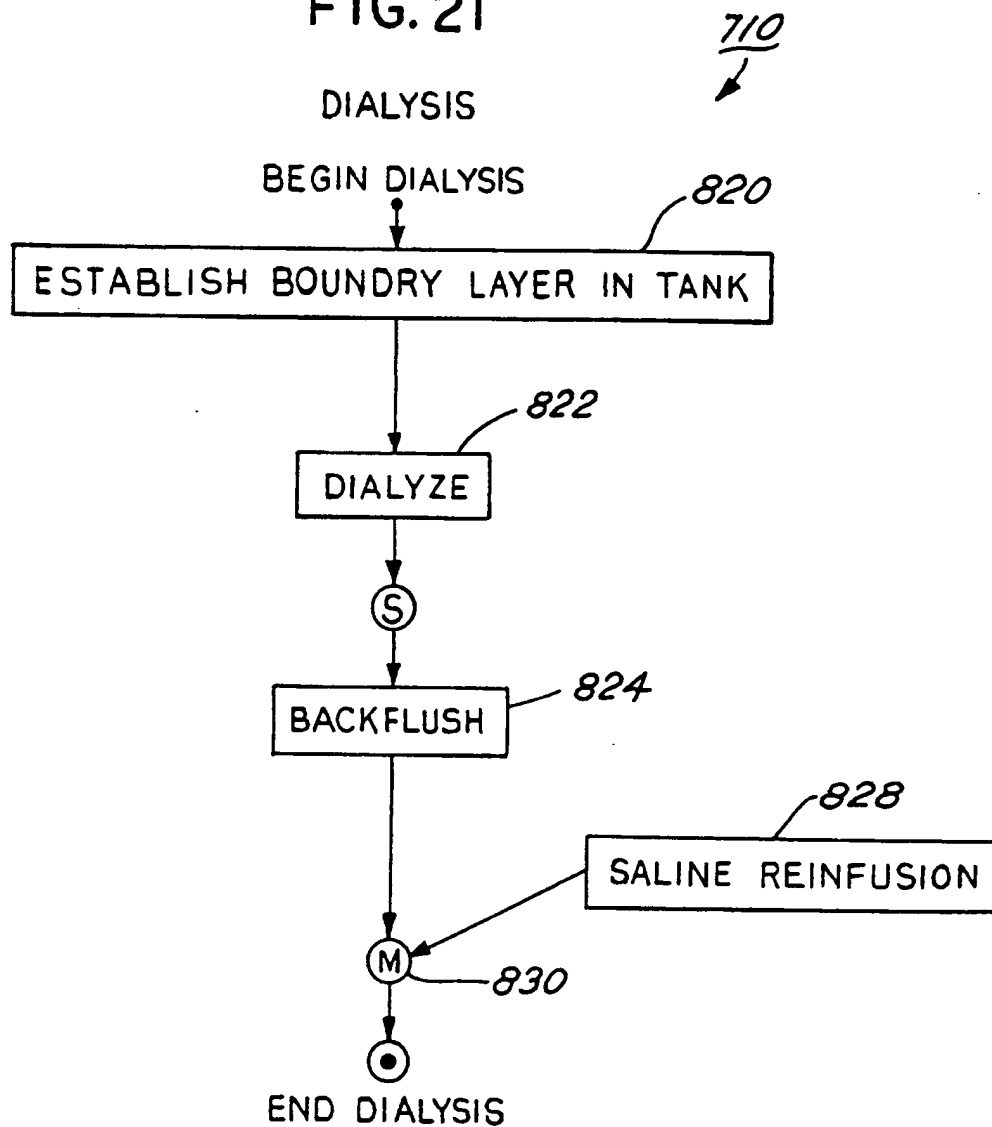 FIG. 21
710
DIALYSIS
BEGIN DIALYSIS
820
ESTABLISH BOUNDRY LAYER IN TANK
822
DIALYZE
S
824
BACKFLUSH
828
SALINE REINFUSION
M
830
END DIALYSIS